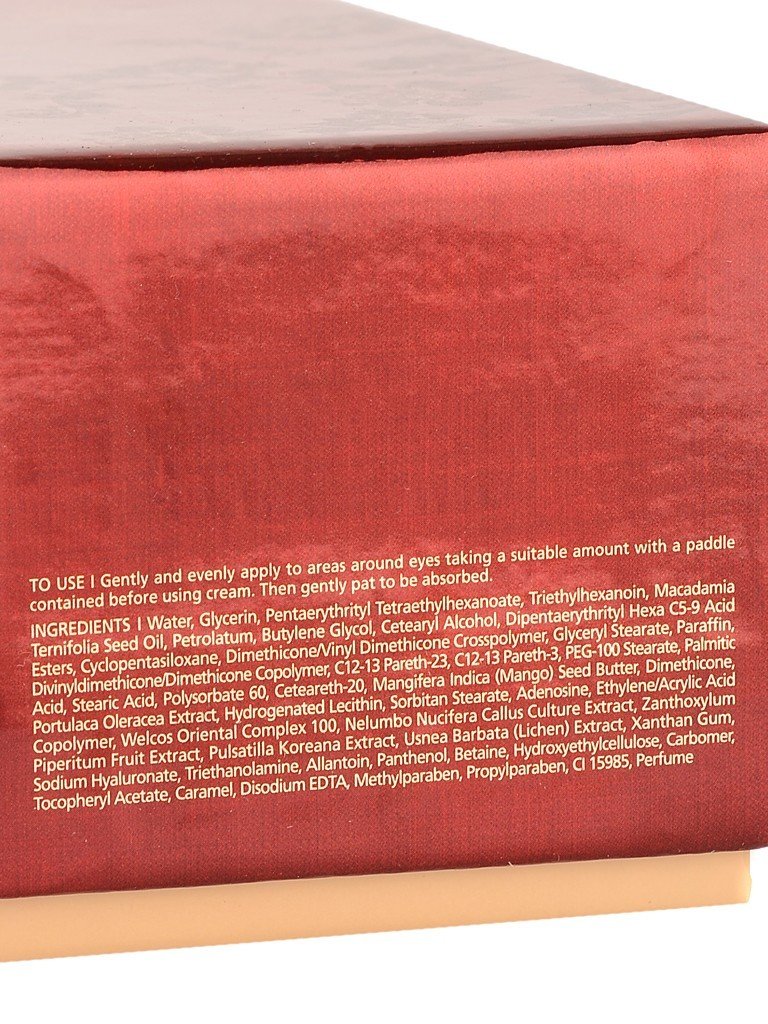 TO USE I Gently and evenly apply to areas around eyes taking a suitable amount with a paddle
contained before using cream. Then gently pat to be absorbed.
INGREDIENTS I Water, Glycerin, Pentaerythrityl Tetraethylhexanoate, Triethylhexanoin, Macadamia
Ternifolia Seed Oil, Petrolatum, Butylene Glycol, Cetearyl Alcohol, Dipentaerythrityl Hexa C5-9 Acid
Esters, Cyclopentasiloxane, Dimethicone/Vinyl Dimethicone Crosspolymer, Glyceryl Stearate, Paraffin,
Divinyldimethicone/Dimethicone Copolymer, C12-13 Pareth-23, C12-13 Pareth-3, PEG-100 Stearate, Palmitic
Acid, Stearic Acid, Polysorbate 60, Ceteareth-20, Mangifera Indica (Mango) Seed Butter, Dimethicone,
Portulaca Oleracea Extract, Hydrogenated Lecithin, Sorbitan Stearate, Adenosine, Ethylene/Acrylic Acid
Copolymer, Welcos Oriental Complex 100, Nelumbo Nucifera Callus Culture Extract, Zanthoxylum
Piperitum Fruit Extract, Pulsatilla Koreana Extract, Usnea Barbata (Lichen) Extract, Xanthan Gum,
Sodium Hyaluronate, Triethanolamine, Allantoin, Panthenol, Betaine, Hydroxyethylcellulose, Carbomer,
Tocopheryl Acetate, Caramel, Disodium EDTA, Methylparaben, Propylparaben, CI 15985, Perfume